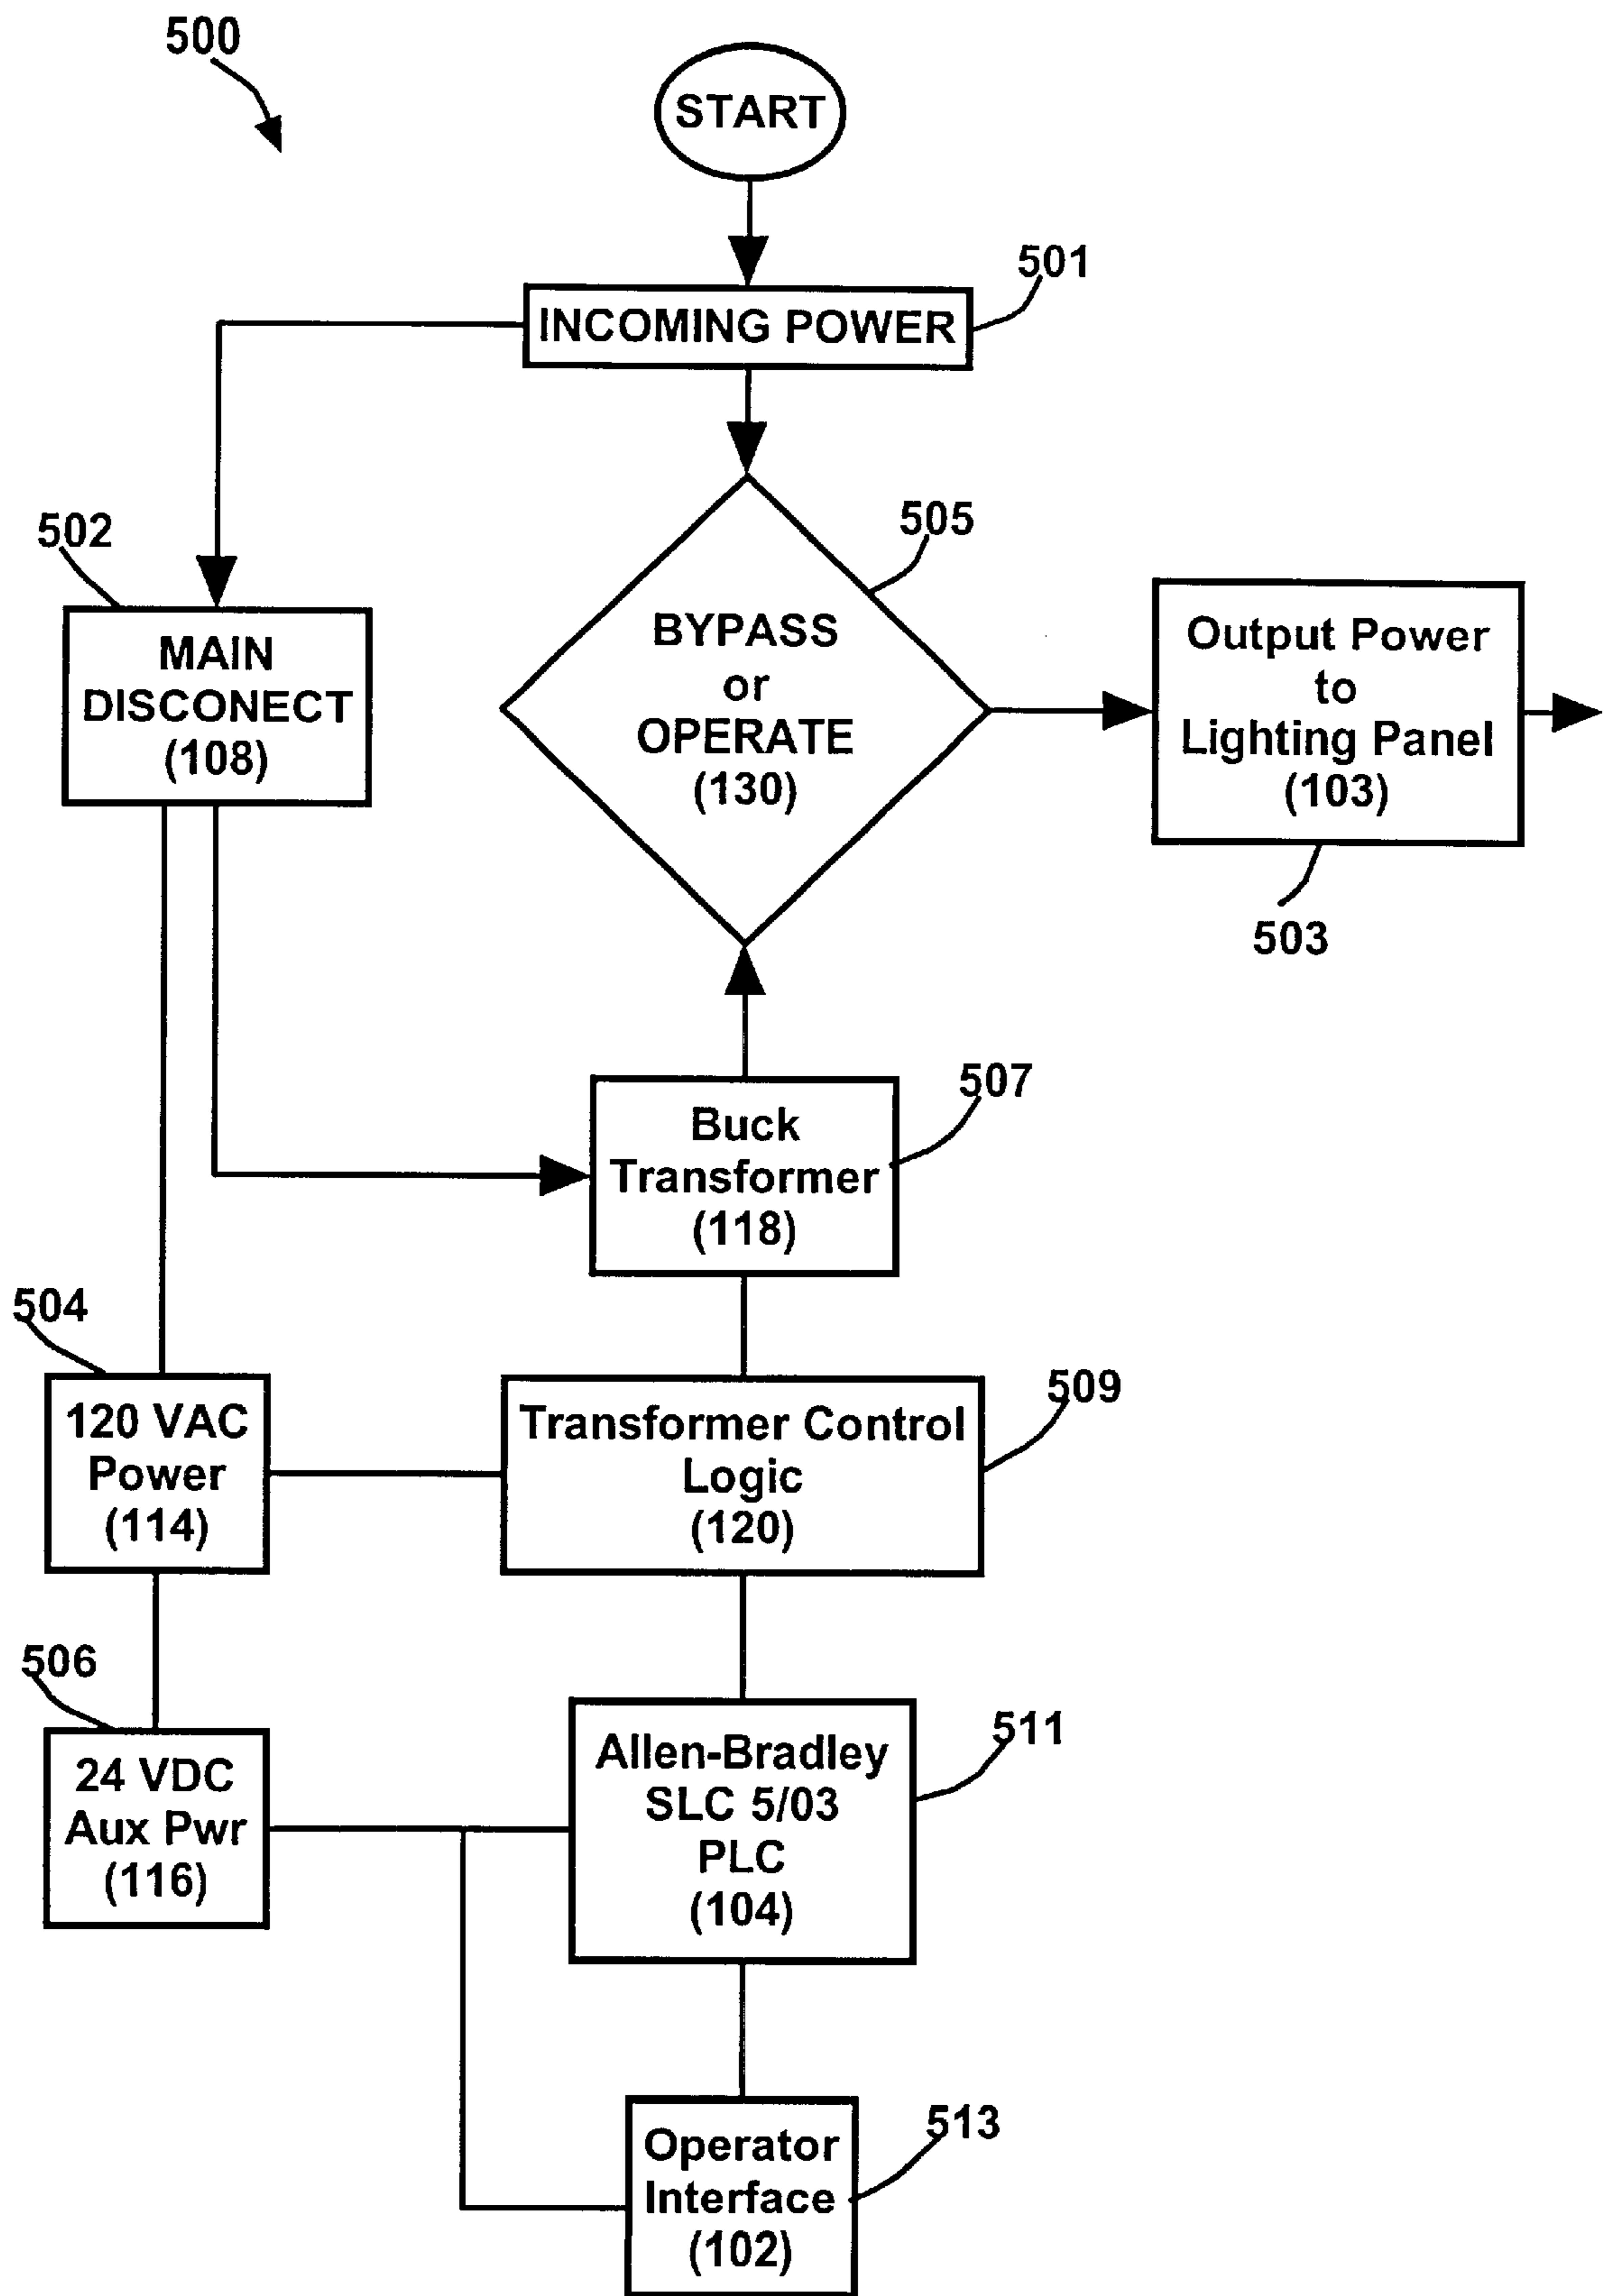 500
START
501
INCOMING POWER
502
505
MAIN
DISCONECT
(108)
BYPASS
or
OPERATE
(130)
Output Power
to
Lighting Panel
(103)
503
507
Buck
Transformer
(118)
504
509
120 VAC
Power
(114)
Transformer Control
Logic
(120)
506
511
24 VDC
Aux Pwr
(116)
Allen-Bradley
SLC 5/03
PLC
(104)
513
Operator
Interface
(102)